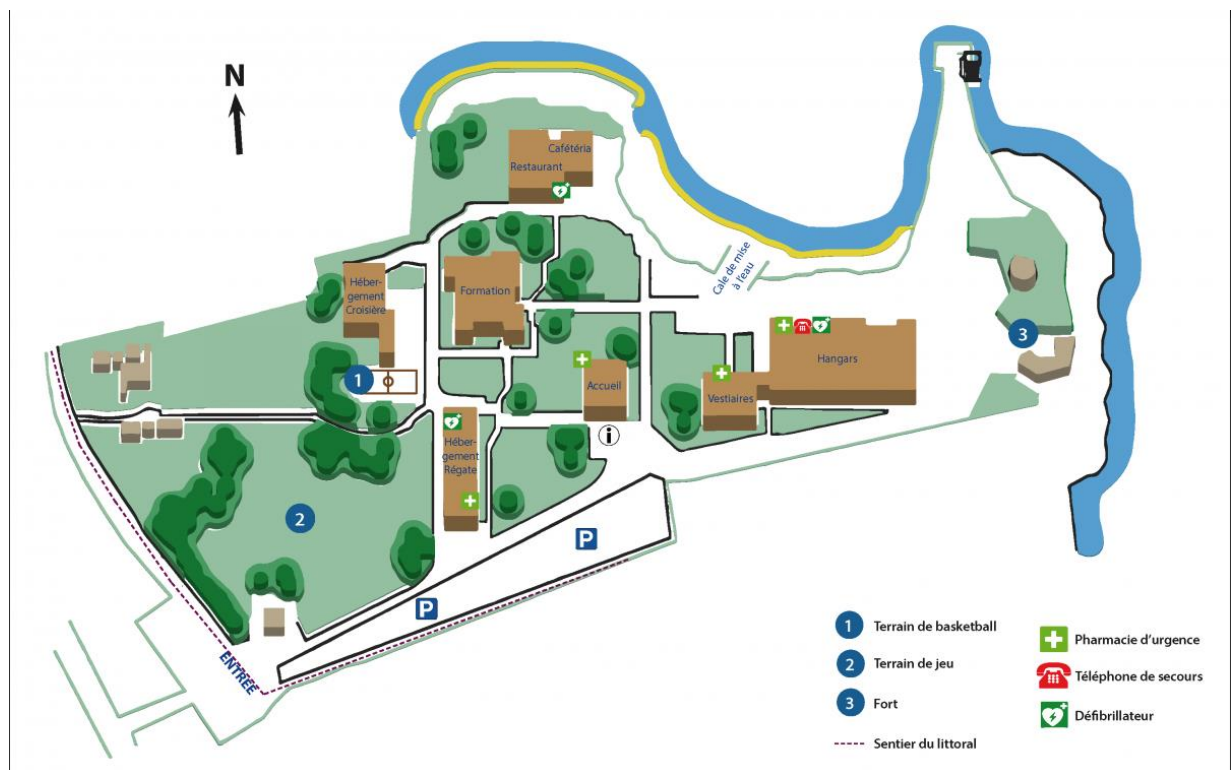 N
Cafétéria
Restaurant
Cale de mise
à l'eau
Héber-
gement
Croisière
Formation
Hangars
3
1
Accueil
Vestiaires
i
Héber-
gement
Régate
2
P
P
ENTRÉE
1 Terrain de basketball
2 Terrain de jeu
3 Fort
Sentier du littoral
Pharmacie d'urgence
Téléphone de secours
Défibrillateur